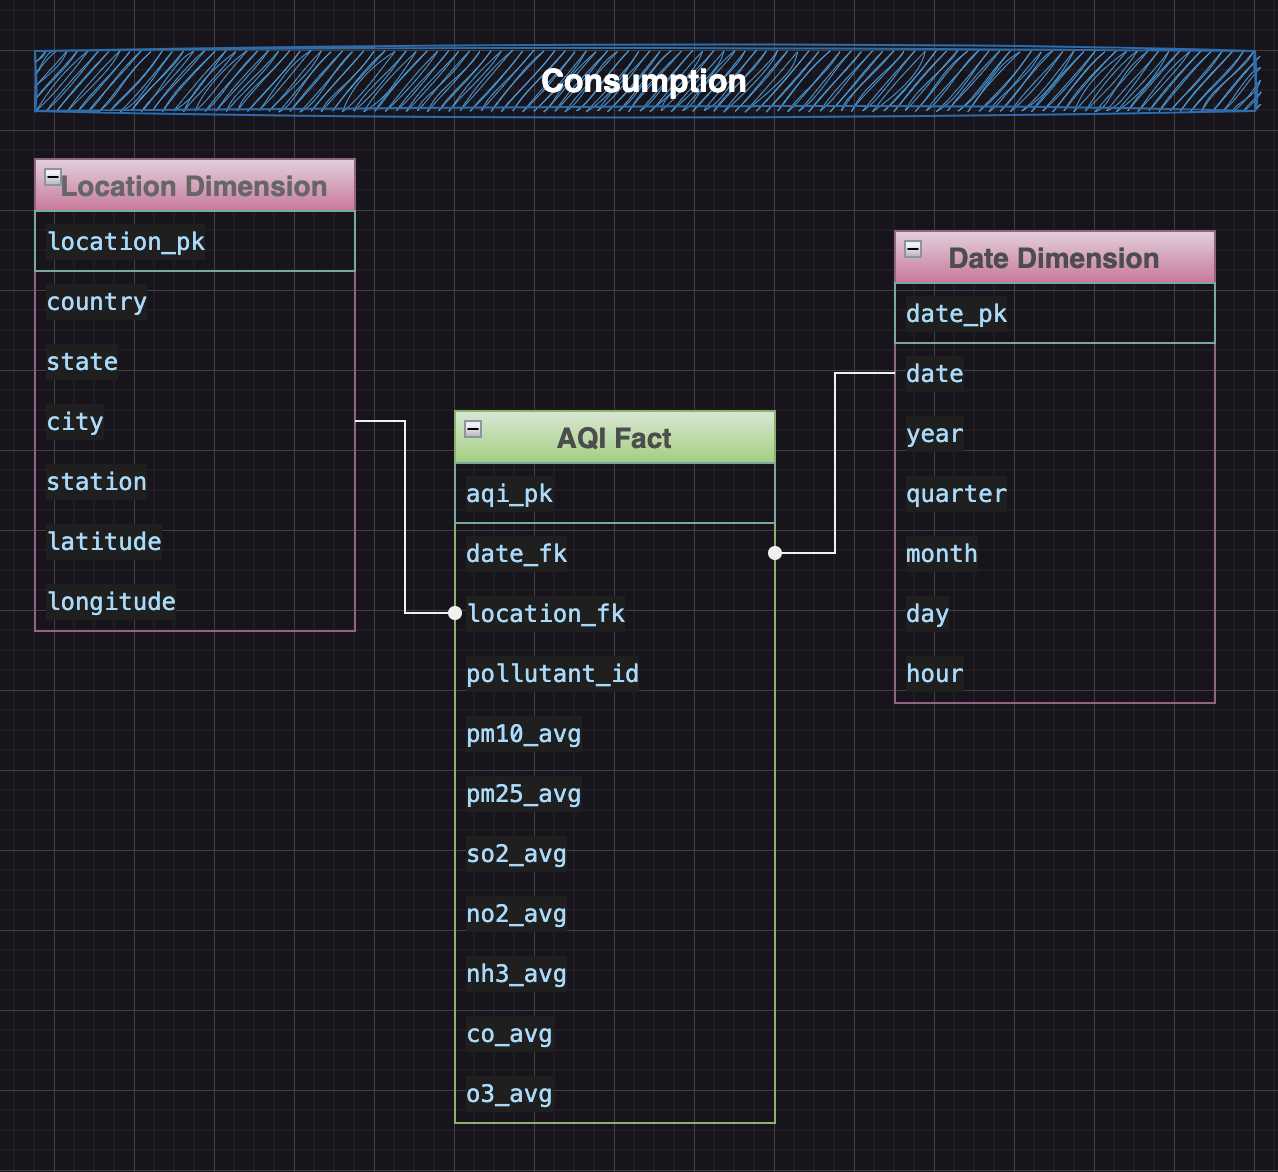 Consumption
Location Dimension
location_pk
country
state
city
station
latitude
longitude
AQI Fact
aqi_pk
date_fk
location_fk
pollutant_id
pm10_avg
pm25_avg
so2_avg
no2_avg
nh3_avg
co_avg
o3_avg
Date Dimension
date_pk
date
year
quarter
month
day
hour